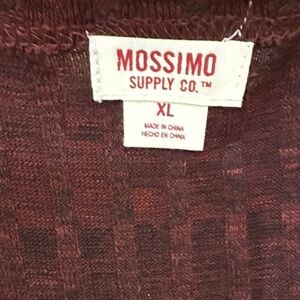 MOSSIMO
SUPPLY CO.™
XL
MADE IN CHINA
HECHO EN CHINA